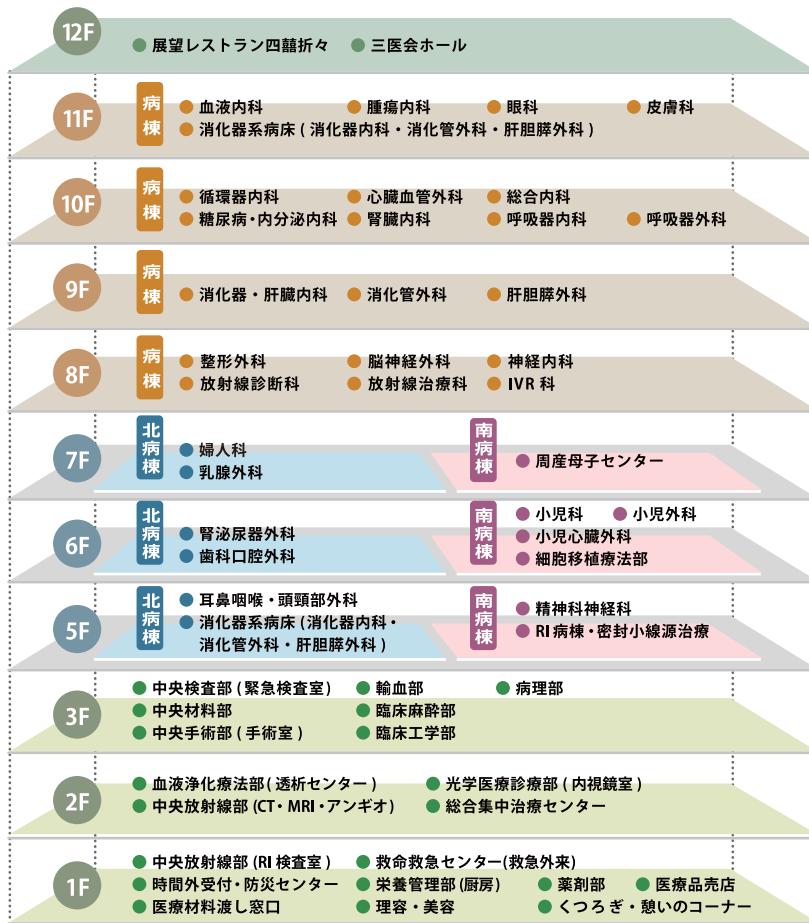 12F
展望レストラン四囍折々 三医会ホール
11F
病棟
血液内科 腫瘍内科 眼科 皮膚科
消化器系病床 ( 消化器内科・消化管外科・肝胆膵外科 )
10F
病棟
循環器内科 心臓血管外科 総合内科
糖尿病・内分泌内科 腎臓内科 呼吸器内科 呼吸器外科
9F
病棟
消化器・肝臓内科 消化管外科 肝胆膵外科
8F
病棟
整形外科 脳神経外科 神経内科
放射線診断科 放射線治療科 IVR 科
7F
北病棟
婦人科
乳腺外科
南病棟
周産母子センター
6F
北病棟
腎泌尿器外科
歯科口腔外科
南病棟
小児科 小児外科
小児心臓外科
細胞移植療法部
5F
北病棟
耳鼻咽喉・頭頸部外科
消化器系病床 ( 消化器内科・
消化管外科・肝胆膵外科 )
南病棟
精神科神経科
RI 病棟・密封小線源治療
3F
中央検査部 ( 緊急検査室 ) 輸血部 病理部
中央材料部 臨床麻酔部
中央手術部 ( 手術室 ) 臨床工学部
2F
血液浄化療法部 ( 透析センター ) 光学医療診療部 ( 内視鏡室 )
中央放射線部 (CT・MRI・アンギオ) 総合集中治療センター
1F
中央放射線部 (RI 検査室 ) 救命救急センター(救急外来)
時間外受付・防災センター 栄養管理部 (厨房) 薬剤部 医療品売店
医療材料渡し窓口 理容・美容 くつろぎ・憩いのコーナー